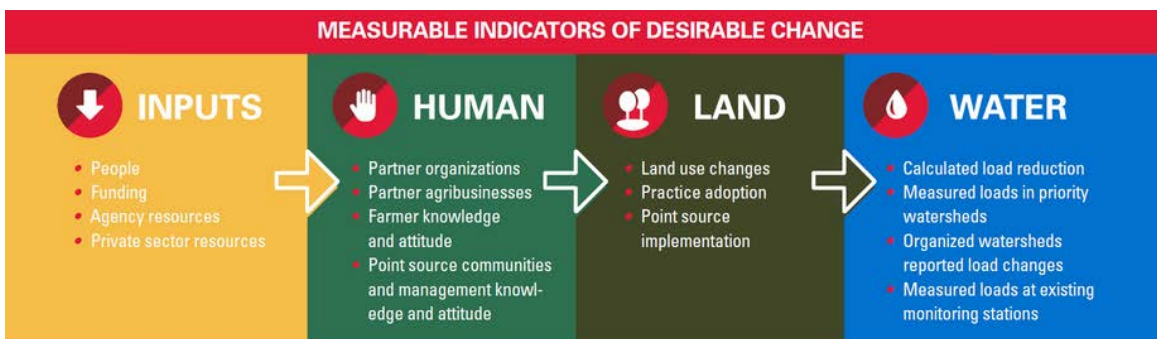 MEASURABLE INDICATORS OF DESIRABLE CHANGE
INPUTS
• People
• Funding
• Agency resources
• Private sector resources
HUMAN
• Partner organizations
• Partner agribusinesses
• Farmer knowledge
and attitude
• Point source communities
and management knowl-
edge and attitude
LAND
• Land use changes
• Practice adoption
• Point source
implementation
WATER
• Calculated load reduction
• Measured loads in priority
watersheds
• Organized watersheds
reported load changes
• Measured loads at existing
monitoring stations